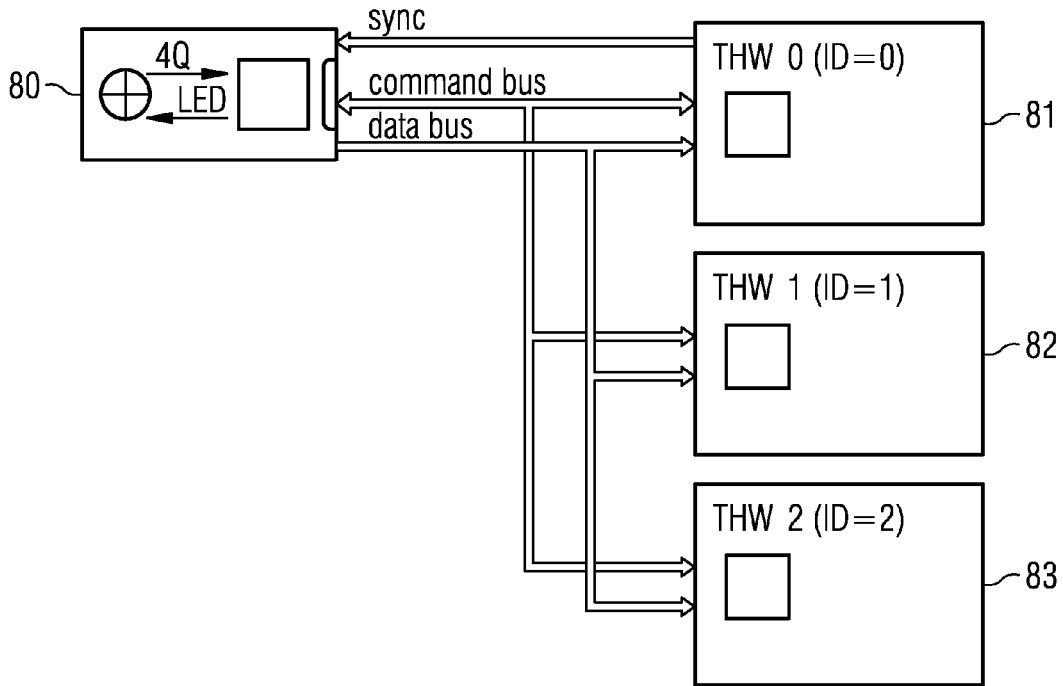 sync
4Q
LED
80
command bus
data bus
THW 0 (ID=0)
81
THW 1 (ID=1)
82
THW 2 (ID=2)
83